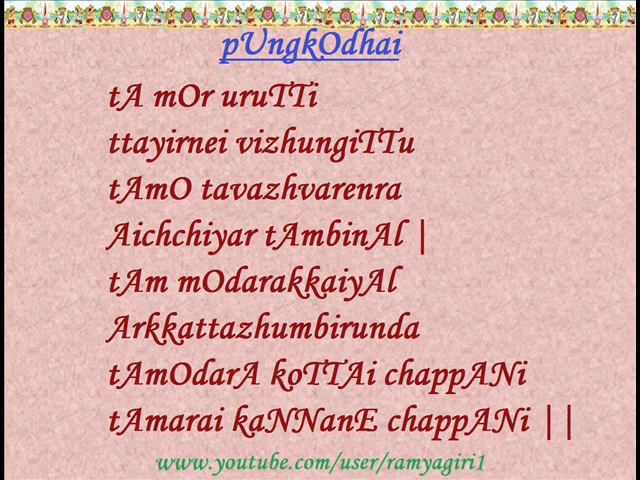 pUngkOdhai
tA mOr uruTTi
ttayirnei vizhungiTTu
tAmO tavazhvarenra
Aichchiyar tAmbinAl |
tAm mOdarakkaiyAl
Arkkattazhumbirunda
tAmOdarA koTTAi chappANi
tAmarai kaNNanE chappANi ||
www.youtube.com/user/ramyagiri1